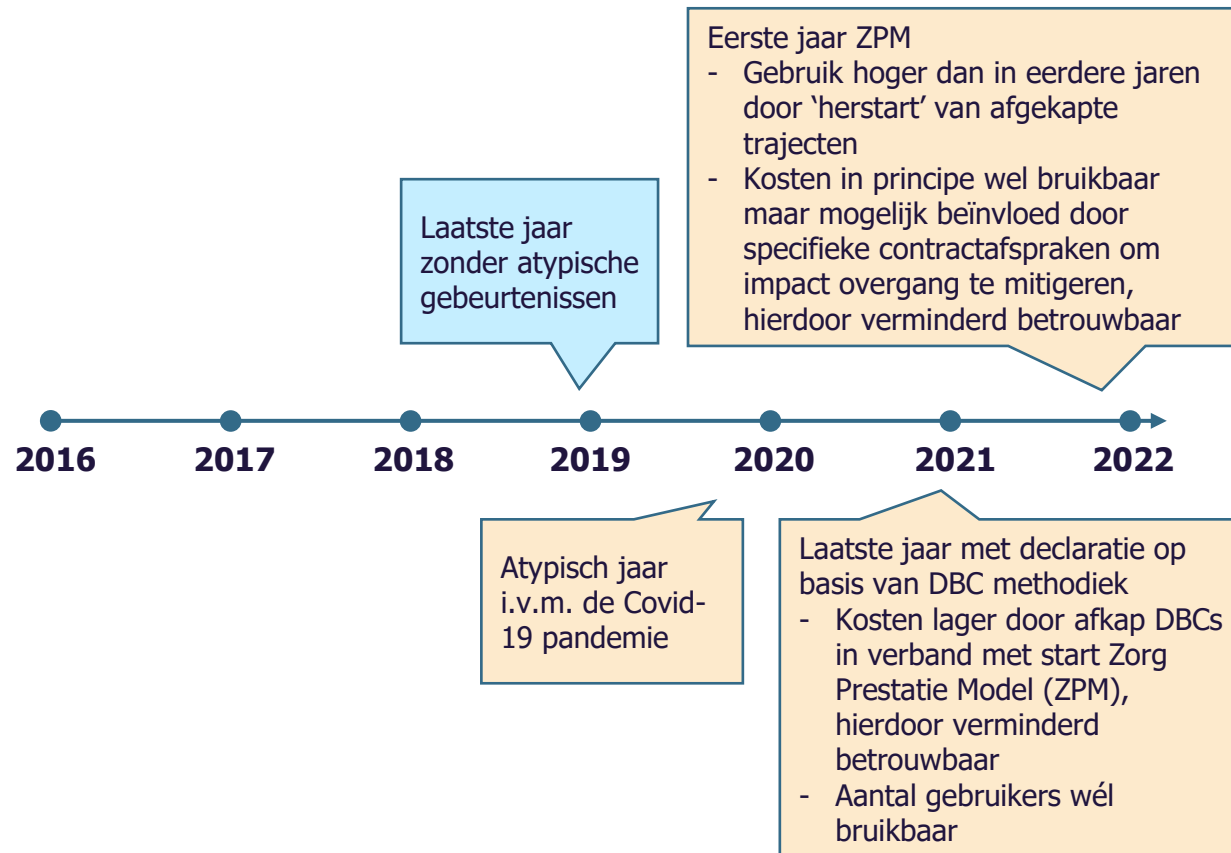 Eerste jaar ZPM
- Gebruik hoger dan in eerdere jaren
door ‘herstart’ van afgekapte
trajecten
- Kosten in principe wel bruikbaar
maar mogelijk beïnvloed door
specifieke contractafspraken om
impact overgang te mitigeren,
hierdoor verminderd betrouwbaar
Laatste jaar
zonder atypische
gebeurtenissen
2016 2017 2018 2019 2020 2021 2022
Atypisch jaar
i.v.m. de Covid-
19 pandemie
Laatste jaar met declaratie op
basis van DBC methodiek
- Kosten lager door afkap DBCs
in verband met start Zorg
Prestatie Model (ZPM),
hierdoor verminderd
betrouwbaar
- Aantal gebruikers wél
bruikbaar